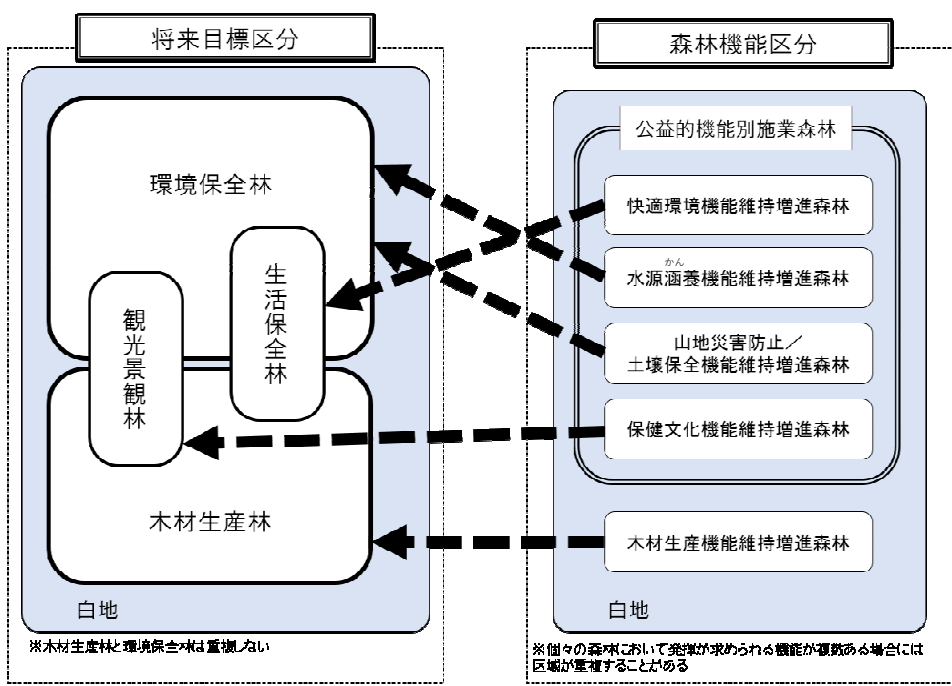 将来目標区分
環境保全林
生活保全林
観光景観林
木材生産林
白地
※木材生産林と環境保全林は重複しない
森林機能区分
公益的機能別施業森林
快適環境機能維持増進森林
かん
水源涵養機能維持増進森林
山地災害防止／
土壌保全機能維持増進森林
保健文化機能維持増進森林
木材生産機能維持増進森林
白地
※個々の森林において発揮が求められる機能が複数ある場合には
区域が重複することがある